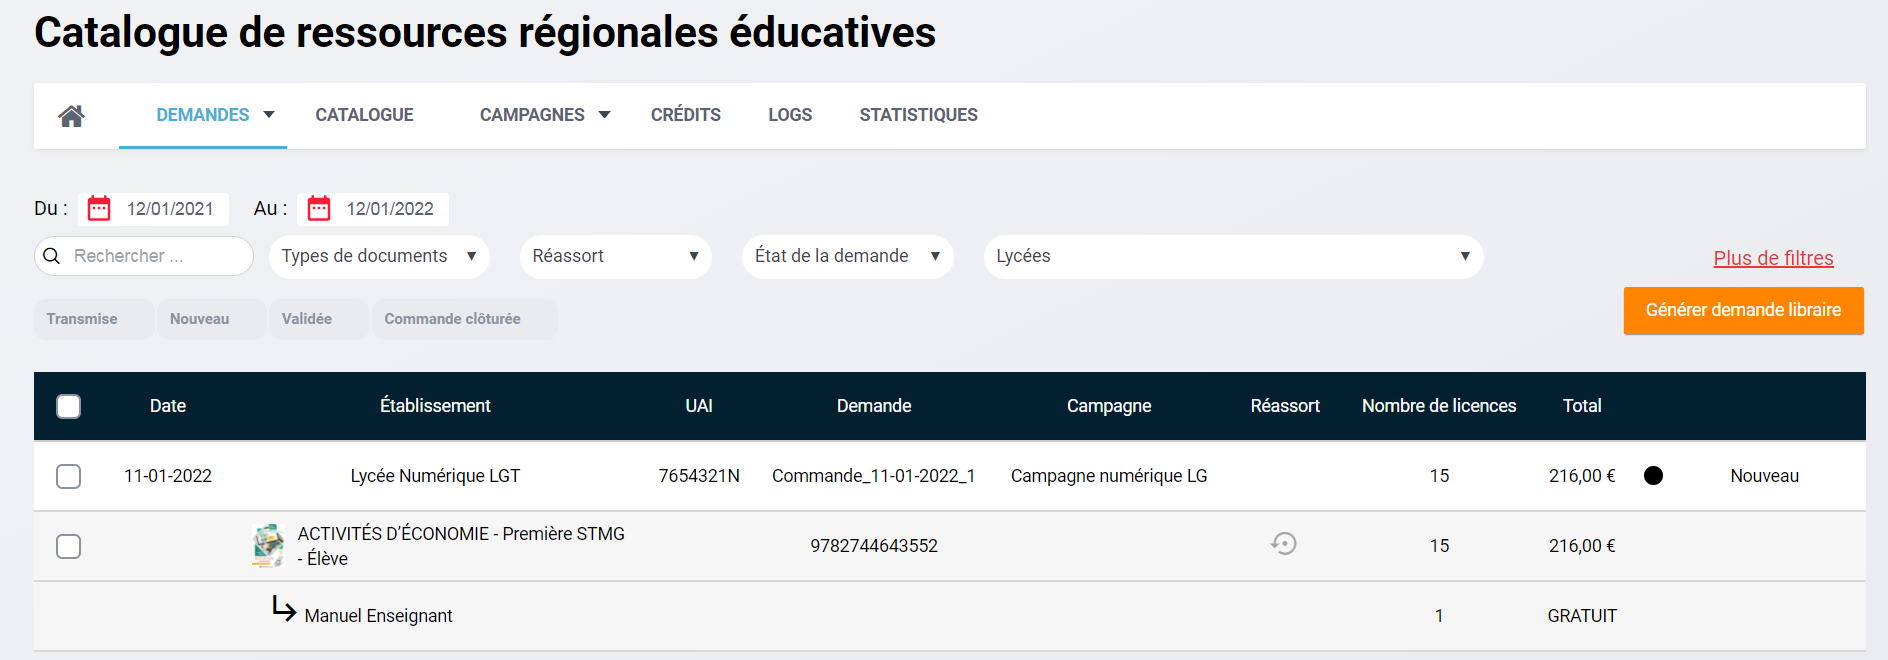 Catalogue de ressources régionales éducatives
DEMANDES CATALOGUE CAMPAGNES CRÉDITS LOGS STATISTIQUES
Du : 12/01/2021 Au : 12/01/2022
Rechercher ... Types de documents Réassort État de la demande Lycées Plus de filtres
Transmise Nouveau Validée Commande clôturée Générer demande libraire
Date Établissement UAI Demande Campagne Réassort Nombre de licences Total
11-01-2022 Lycée Numérique LGT 7654321N Commande_11-01-2022_1 Campagne numérique LG 15 216,00 € Nouveau
ACTIVITÉS D’ÉCONOMIE - Première STMG
- Élève 9782744643552 15 216,00 €
Manuel Enseignant 1 GRATUIT